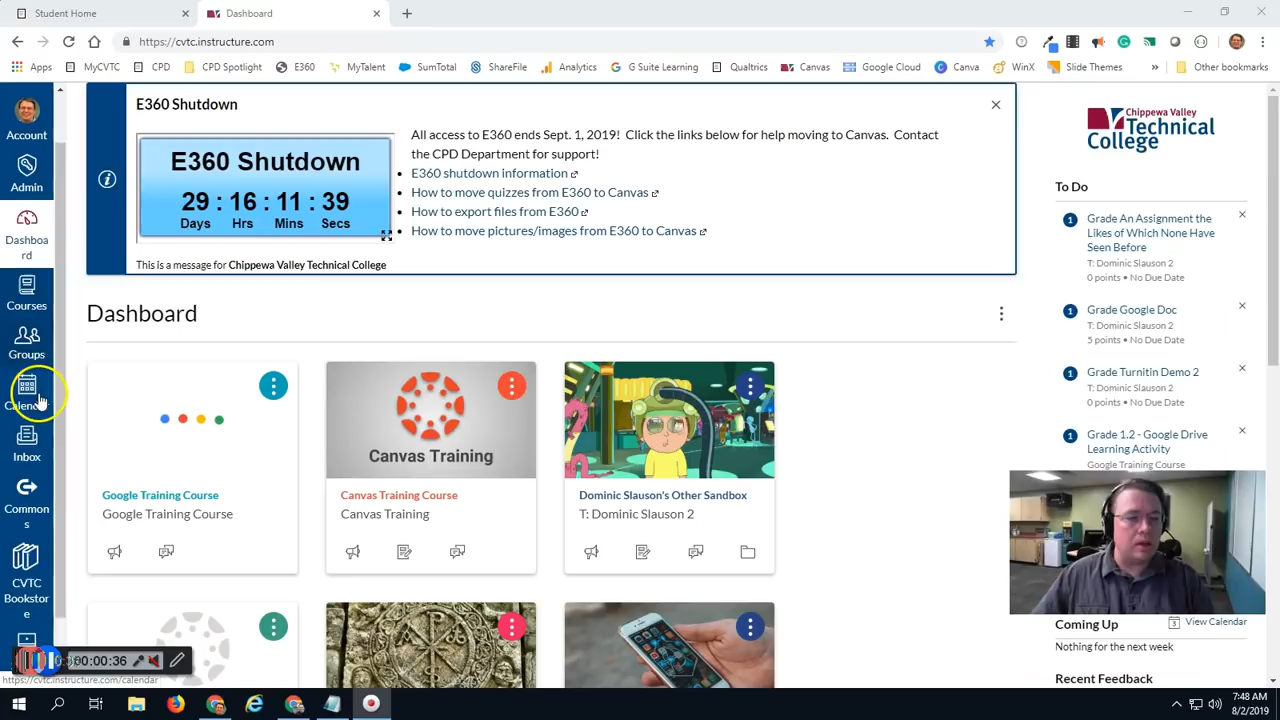 Student Home
Dashboard
https://cvtc.instructure.com
Apps
MyCVTC
CPD
CPD Spotlight
E360
MyTalent
SumTotal
ShareFile
Analytics
G Suite Learning
Qualtrics
Canvas
Google Cloud
Canva
WinX
Slide Themes
»
Other bookmarks
Account
Admin
Dashboa
rd
Courses
Groups
Calendar
Inbox
Common
s
CVTC
Bookstor
e
E360 Shutdown
E360 Shutdown
29 : 16 : 11 : 39
Days Hrs Mins Secs
All access to E360 ends Sept. 1, 2019! Click the links below for help moving to Canvas. Contact
the CPD Department for support!
• E360 shutdown information
• How to move quizzes from E360 to Canvas
• How to export files from E360
• How to move pictures/images from E360 to Canvas
This is a message for Chippewa Valley Technical College
Dashboard
Google Training Course
Google Training Course
Canvas Training
Canvas Training Course
Canvas Training
Dominic Slauson's Other Sandbox
T: Dominic Slauson 2
Chippewa Valley
Technical
College
To Do
1
Grade An Assignment the
Likes of Which None Have
Seen Before
T: Dominic Slauson 2
0 points • No Due Date
1
Grade Google Doc
T: Dominic Slauson 2
5 points • No Due Date
1
Grade Turnitin Demo 2
T: Dominic Slauson 2
0 points • No Due Date
1
Grade 1.2 - Google Drive
Learning Activity
Google Training Course
Coming Up
View Calendar
Nothing for the next week
Recent Feedback
00:00:36
https://cvtc.instructure.com/calendar
7:48 AM
8/2/2019